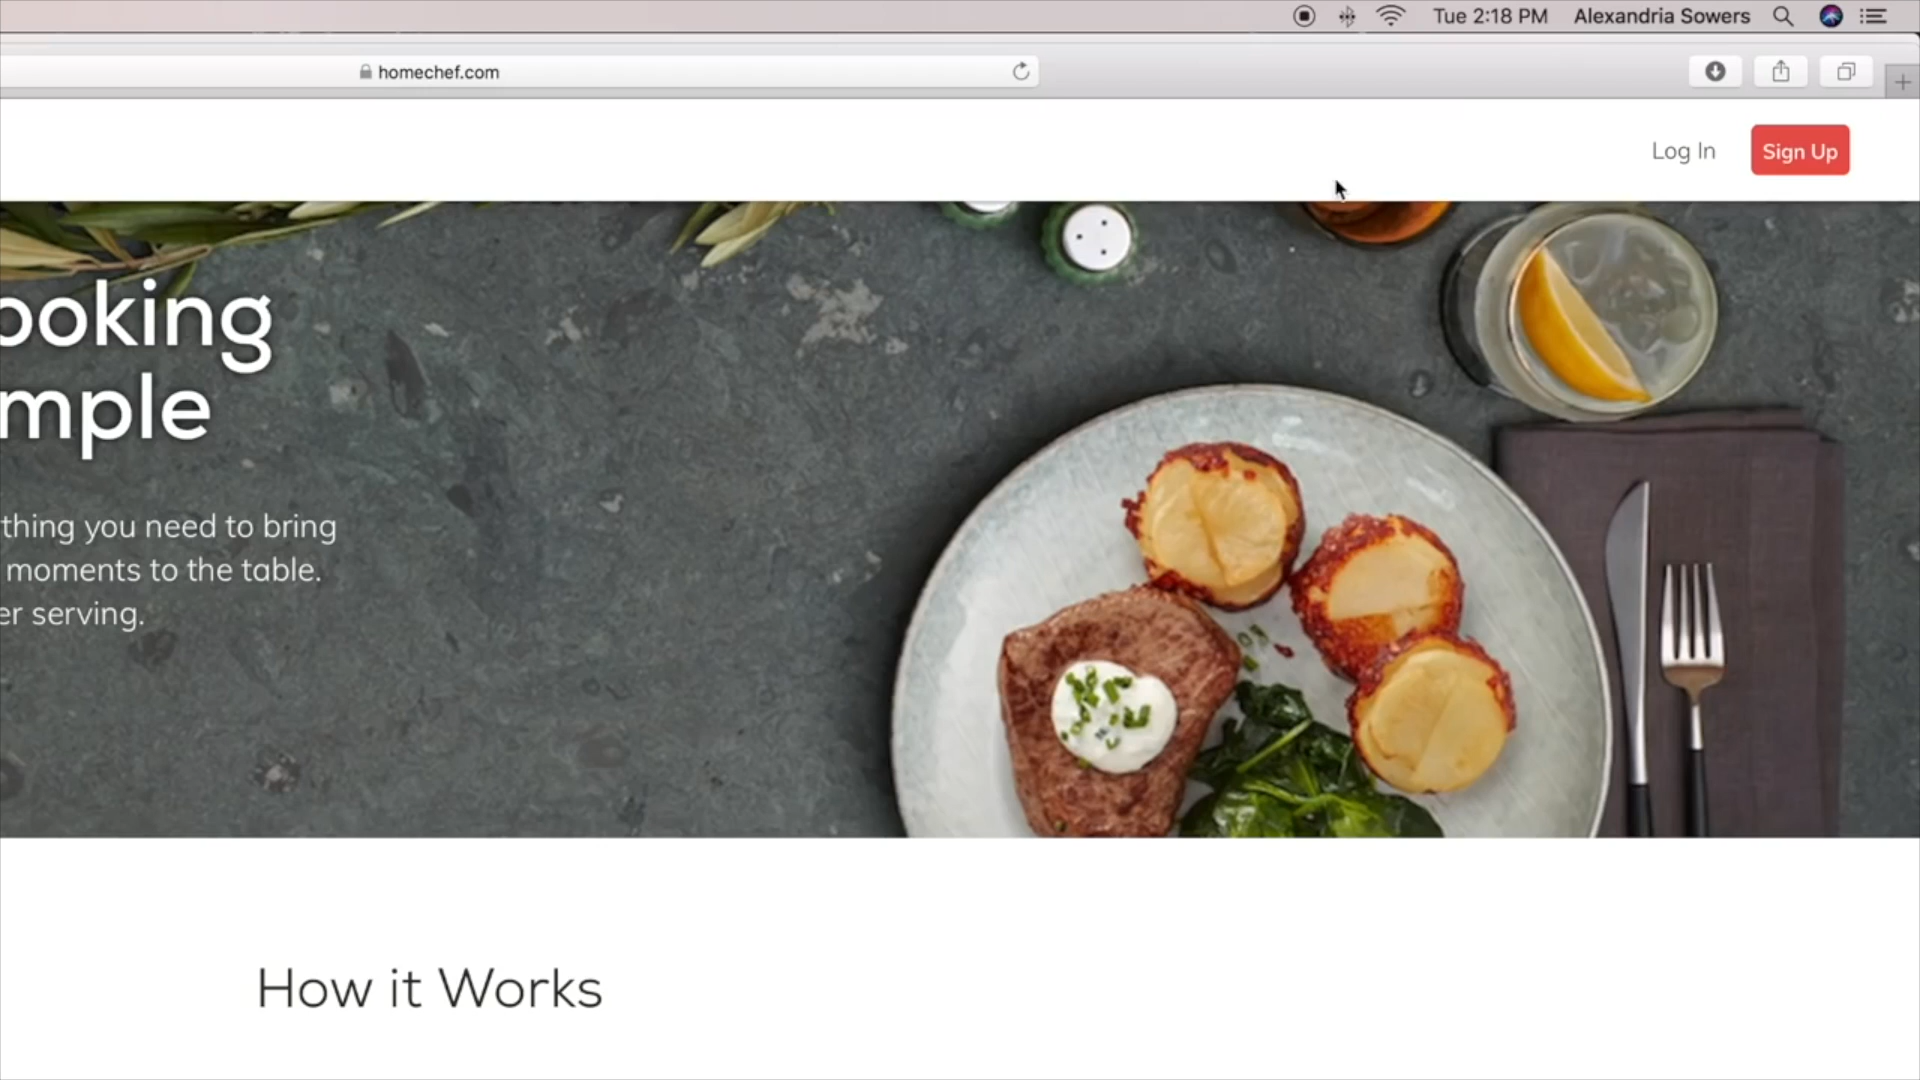 Tue 2:18 PM Alexandria Sowers
homechef.com
Log In Sign Up
ooking
mple
thing you need to bring
moments to the table.
er serving.
How it Works